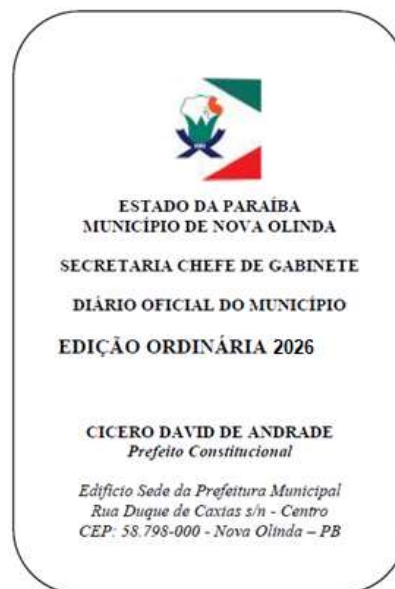 ESTADO DA PARAÍBA
MUNICÍPIO DE NOVA OLINDA
SECRETARIA CHEFE DE GABINETE
DIÁRIO OFICIAL DO MUNICÍPIO
EDIÇÃO ORDINÁRIA 2026
CICERO DAVID DE ANDRADE
Prefeito Constitucional
Edifício Sede da Prefeitura Municipal
Rua Duque de Caxias s/n - Centro
CEP: 58.798-000 - Nova Olinda – PB